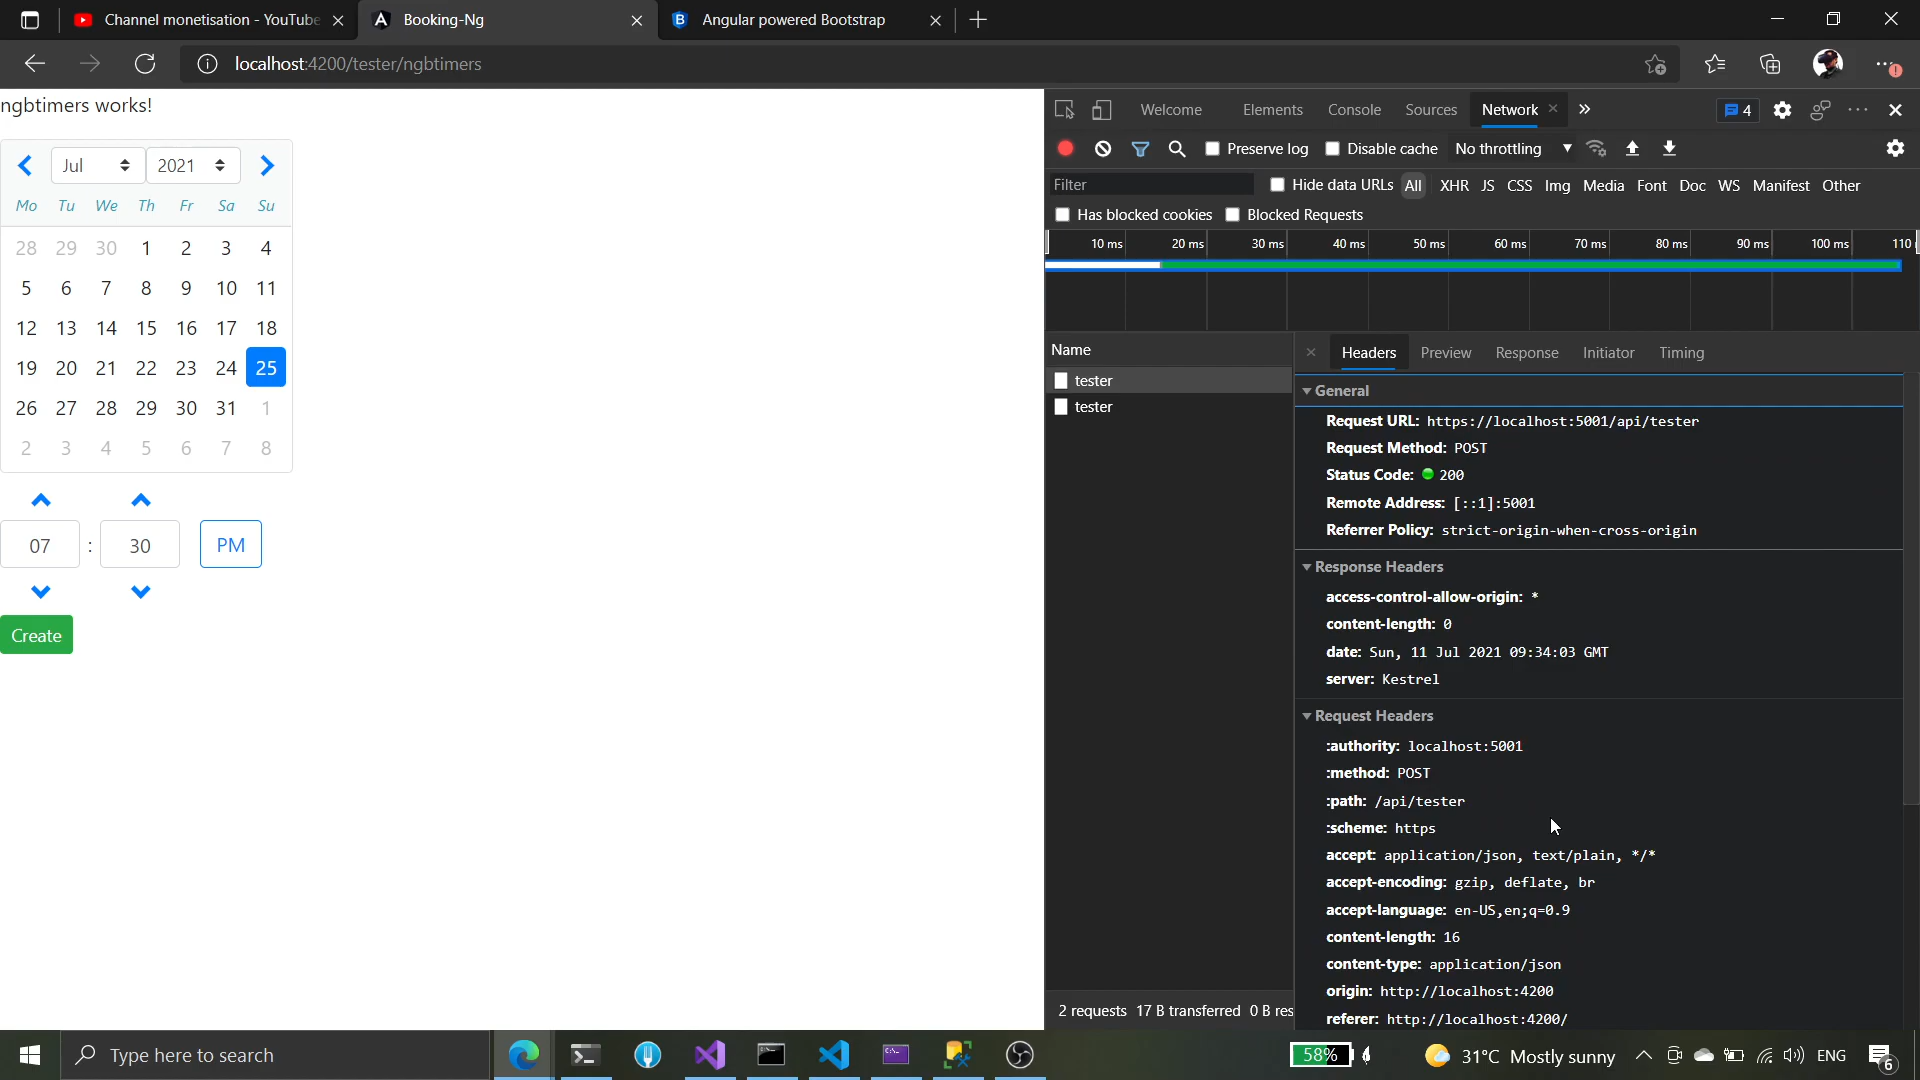 Channel monetisation - YouTube
Booking-Ng
Angular powered Bootstrap
localhost:4200/tester/ngbtimers
ngbtimers works!
Jul 2021
Mo Tu We Th Fr Sa Su
28 29 30 1 2 3 4
5 6 7 8 9 10 11
12 13 14 15 16 17 18
19 20 21 22 23 24 25
26 27 28 29 30 31 1
2 3 4 5 6 7 8
07 : 30 PM
Create
Welcome Elements Console Sources Network 4
Preserve log Disable cache No throttling
Filter Hide data URLs All XHR JS CSS Img Media Font Doc WS Manifest Other
Has blocked cookies Blocked Requests
10 ms 20 ms 30 ms 40 ms 50 ms 60 ms 70 ms 80 ms 90 ms 100 ms 110
Name
tester
tester
2 requests 17 B transferred 0 B res
Headers Preview Response Initiator Timing
General
Request URL: https://localhost:5001/api/tester
Request Method: POST
Status Code: 200
Remote Address: [::1]:5001
Referrer Policy: strict-origin-when-cross-origin
Response Headers
access-control-allow-origin: *
content-length: 0
date: Sun, 11 Jul 2021 09:34:03 GMT
server: Kestrel
Request Headers
:authority: localhost:5001
:method: POST
:path: /api/tester
:scheme: https
accept: application/json, text/plain, */*
accept-encoding: gzip, deflate, br
accept-language: en-US,en;q=0.9
content-length: 16
content-type: application/json
origin: http://localhost:4200
referer: http://localhost:4200/
Type here to search
58%
31°C Mostly sunny
ENG
6